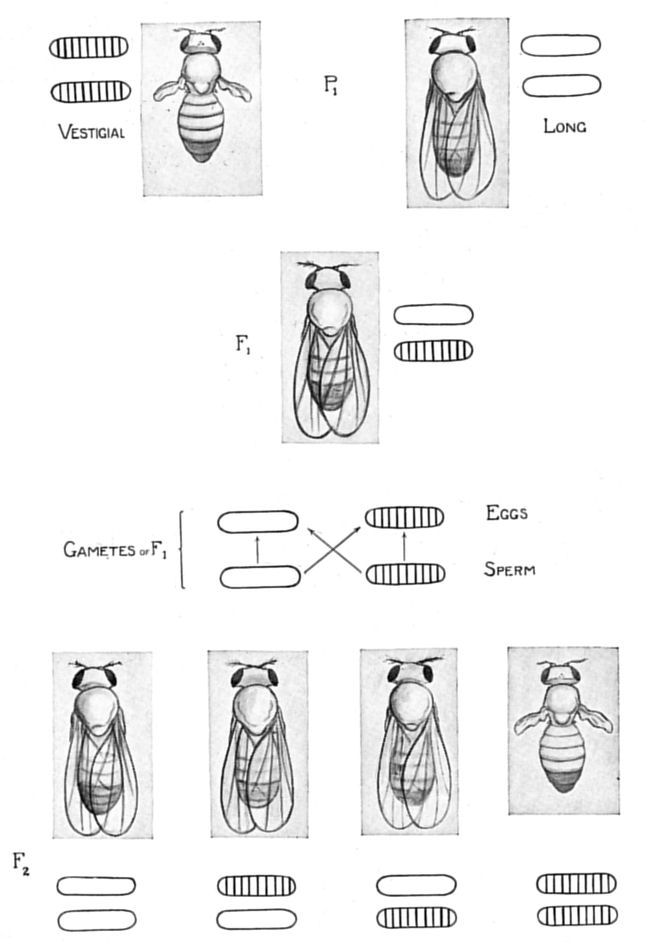 P₁
VESTIGIAL
LONG
F₁
GAMETES OF F₁
EGGS
SPERM
F₂